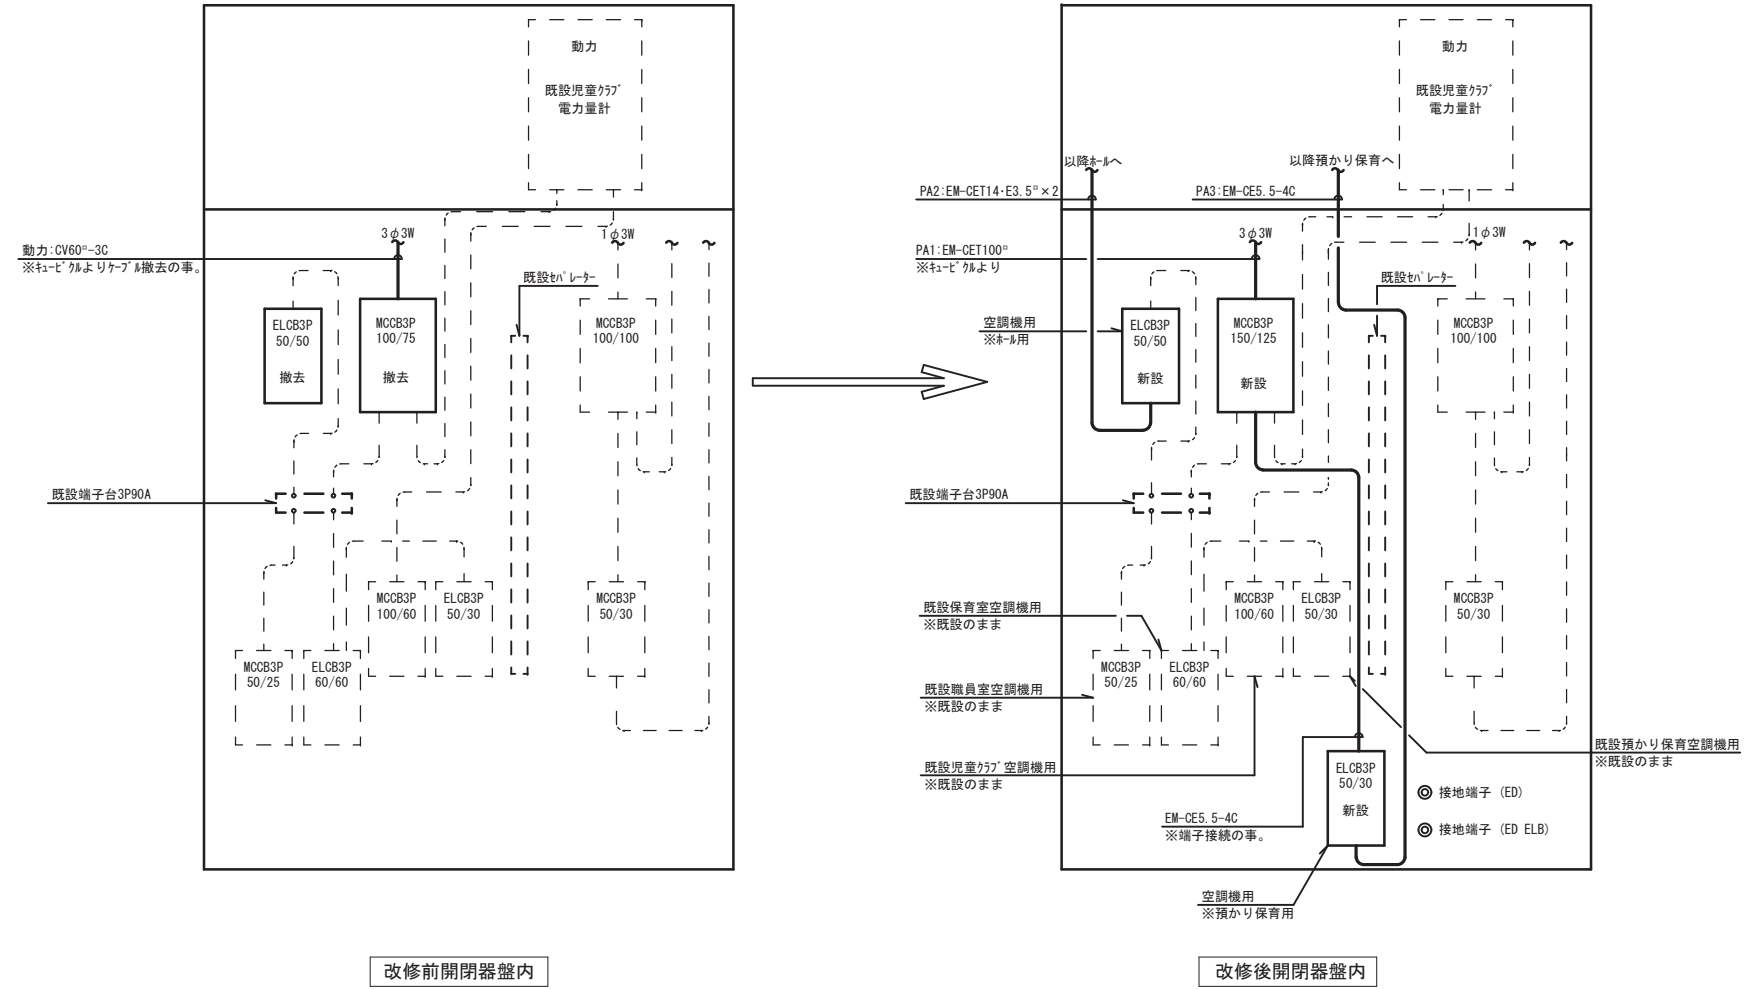 動力
既設児童ｸﾗﾌﾞ
電力量計
3φ3W
1φ3W
動力:CV60□-3C
※ｷｭｰﾋﾞｸﾙよりｹｰﾌﾞﾙ撤去の事。
既設ｾﾊﾟﾚｰﾀｰ
ELCB3P
50/50
撤去
MCCB3P
100/75
撤去
MCCB3P
100/100
既設端子台3P90A
MCCB3P
100/60
ELCB3P
50/30
MCCB3P
50/30
MCCB3P
50/25
ELCB3P
60/60
改修前開閉器盤内
動力
既設児童ｸﾗﾌﾞ
電力量計
以降ﾎｰﾙへ
以降預かり保育へ
PA2:EM-CET14･E3.5□×2
PA3:EM-CE5.5-4C
3φ3W
1φ3W
PA1:EM-CET100□
※ｷｭｰﾋﾞｸﾙより
既設ｾﾊﾟﾚｰﾀｰ
空調機用
※ﾎｰﾙ用
ELCB3P
50/50
新設
MCCB3P
150/125
新設
MCCB3P
100/100
既設端子台3P90A
MCCB3P
100/60
ELCB3P
50/30
MCCB3P
50/30
既設保育室空調機用
※既設のまま
MCCB3P
50/25
ELCB3P
60/60
既設職員室空調機用
※既設のまま
既設預かり保育空調機用
※既設のまま
既設児童ｸﾗﾌﾞ空調機用
※既設のまま
ELCB3P
50/30
新設
接地端子 (ED)
接地端子 (ED ELB)
EM-CE5.5-4C
※端子接続の事。
空調機用
※預かり保育用
改修後開閉器盤内